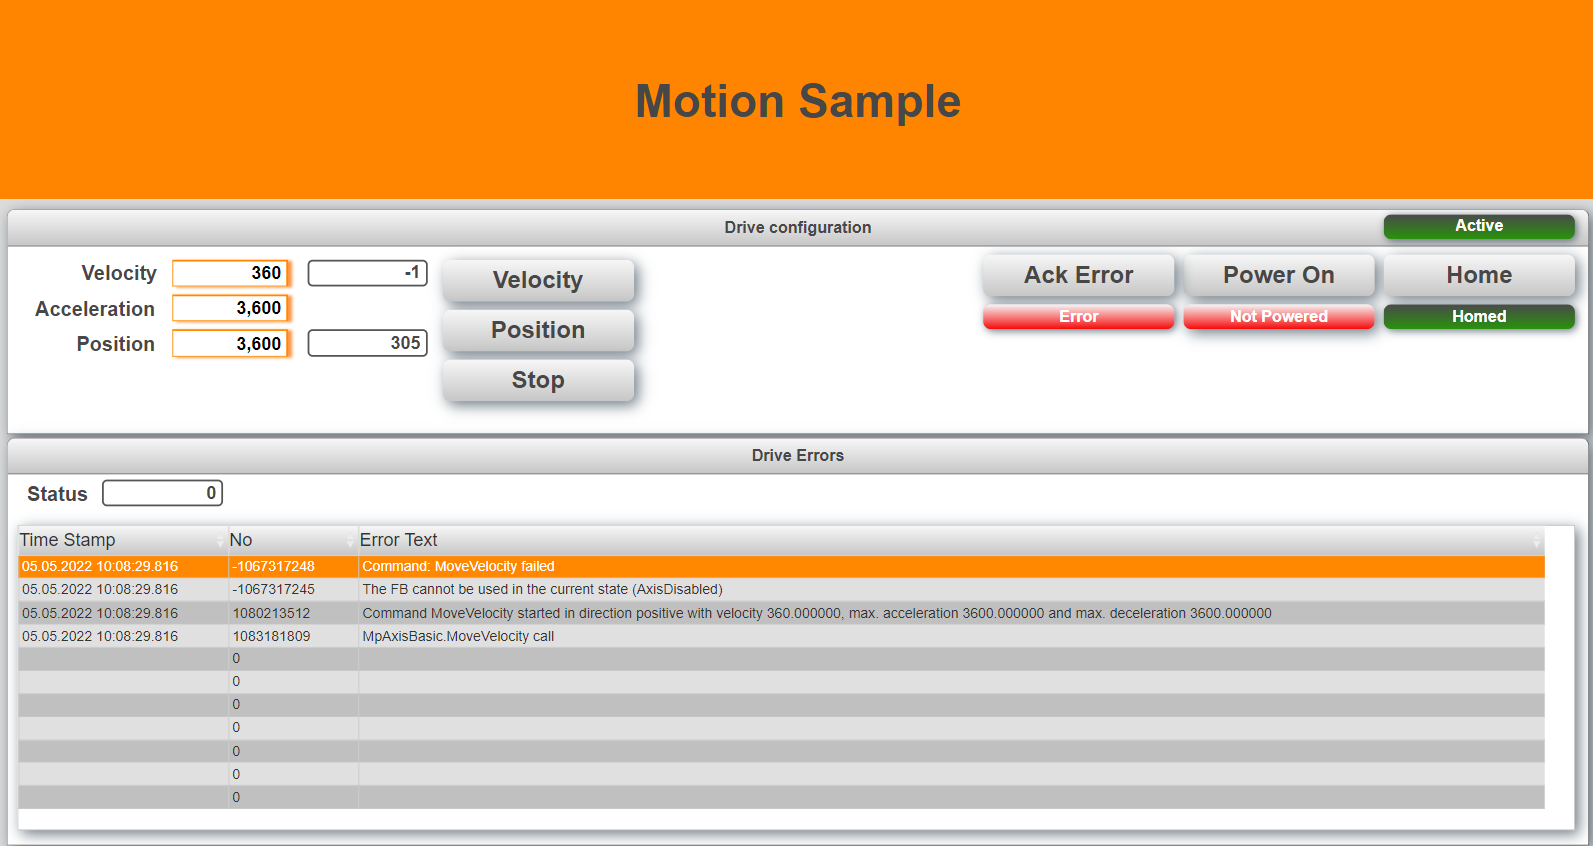 Motion Sample
Drive configuration
Active
Velocity 360 -1 Velocity Ack Error Power On Home
Acceleration 3,600 Position Error Not Powered Homed
Position 3,600 305
Stop
Drive Errors
Status 0
Time Stamp No Error Text
05.05.2022 10:08:29.816 -1067317248 Command: MoveVelocity failed
05.05.2022 10:08:29.816 -1067317245 The FB cannot be used in the current state (AxisDisabled)
05.05.2022 10:08:29.816 1080213512 Command MoveVelocity started in direction positive with velocity 360.000000, max. acceleration 3600.000000 and max. deceleration 3600.000000
05.05.2022 10:08:29.816 1083181809 MpAxisBasic.MoveVelocity call
0
0
0
0
0
0
0